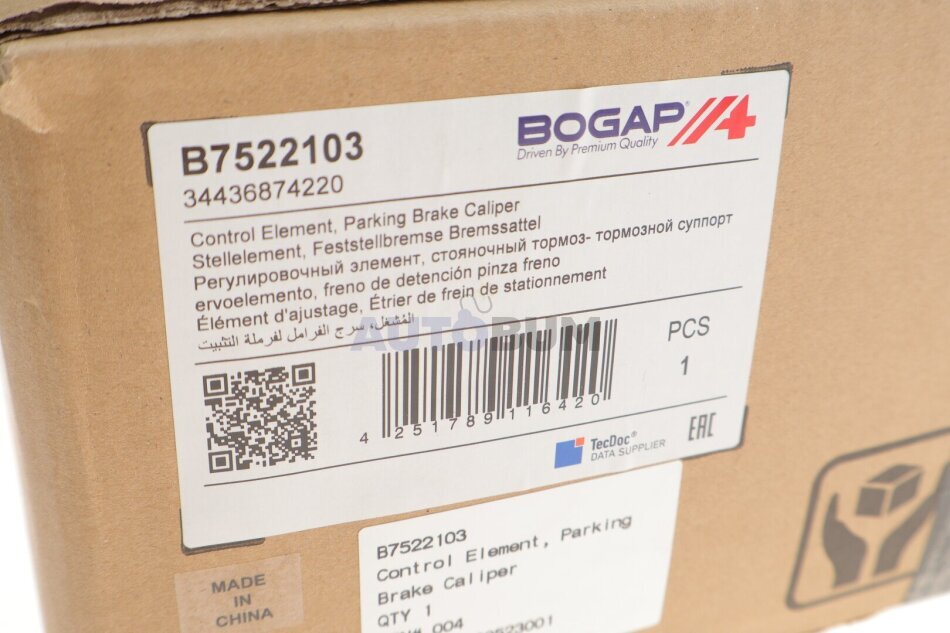 B7522103
34436874220
BOGAP
Driven By Premium Quality
Control Element, Parking Brake Caliper
Stellelement, Feststellbremse Bremssattel
Регулировочный элемент, стояночный тормоз- тормозной суппорт
ervoelemento, freno de detención pinza freno
Élément d'ajustage, Étrier de frein de stationnement
المُشغل، سرج الفرامل لفرملة التثبيت
AUTOBUM
PCS
1
4 251789 116420
TecDoc®
DATA SUPPLIER
EAC
B7522103
Control Element, Parking
Brake Caliper
QTY 1
004
MADE
IN
CHINA